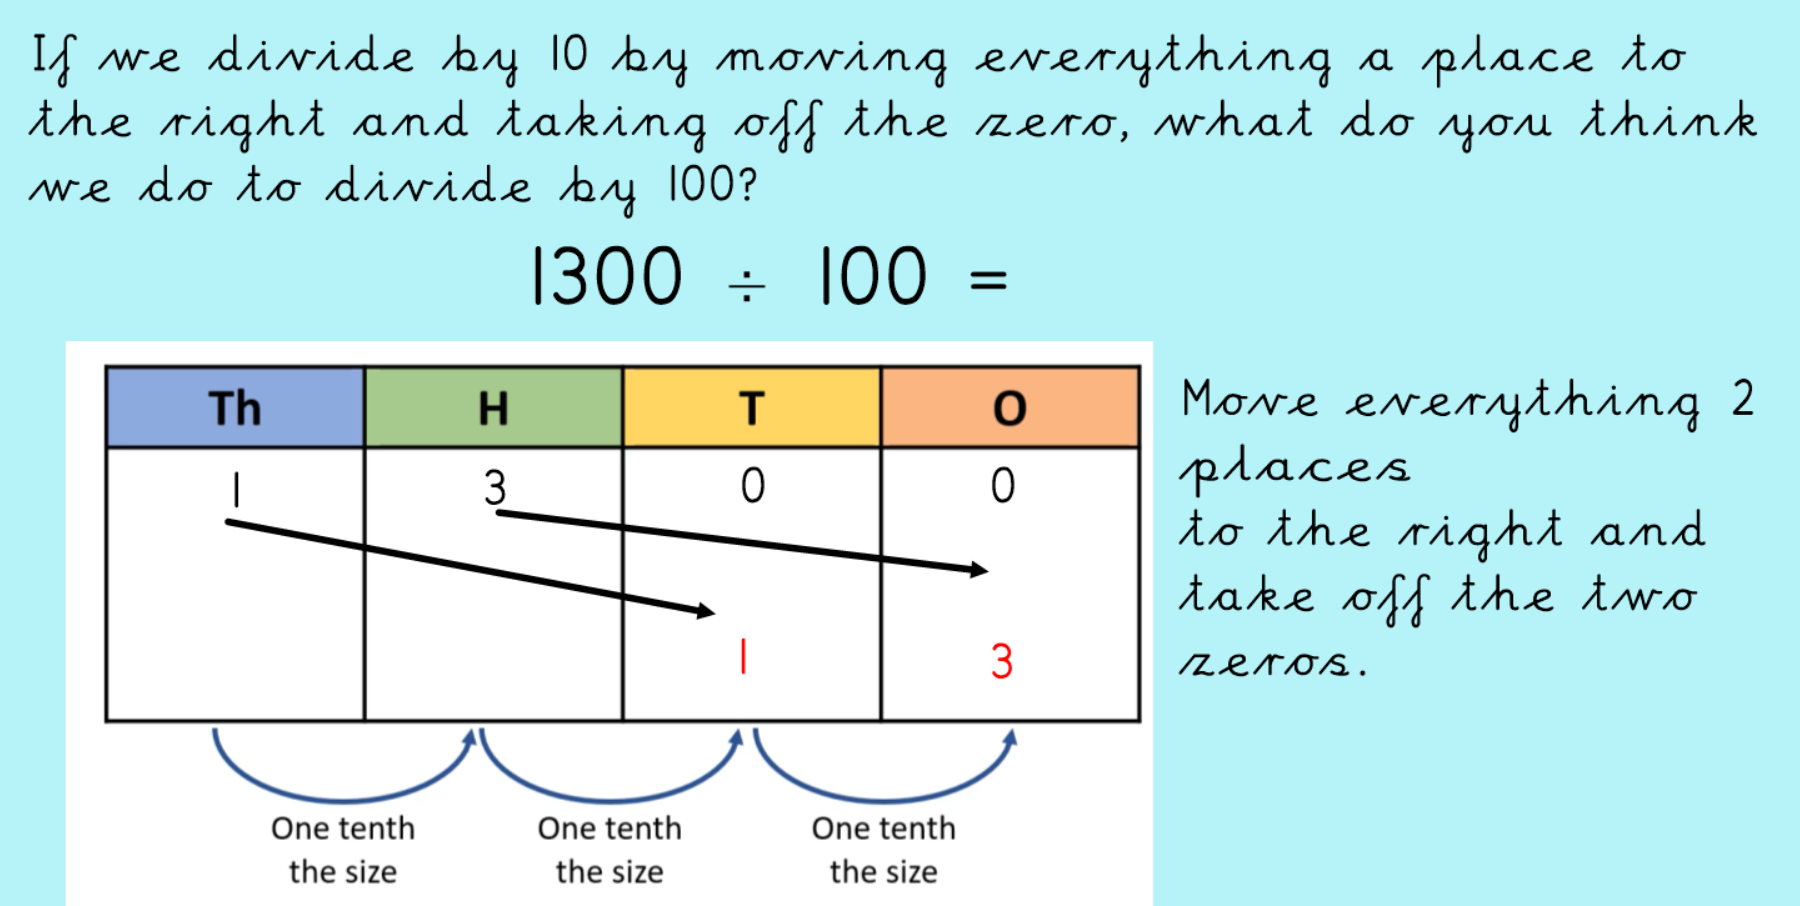 If we divide by 10 by moving everything a place to
the right and taking off the zero, what do you think
we do to divide by 100?
1300 ÷ 100 =
Th H T O
1 3 0 0
1 3
One tenth One tenth One tenth
the size the size the size
Move everything 2
places
to the right and
take off the two
zeros.